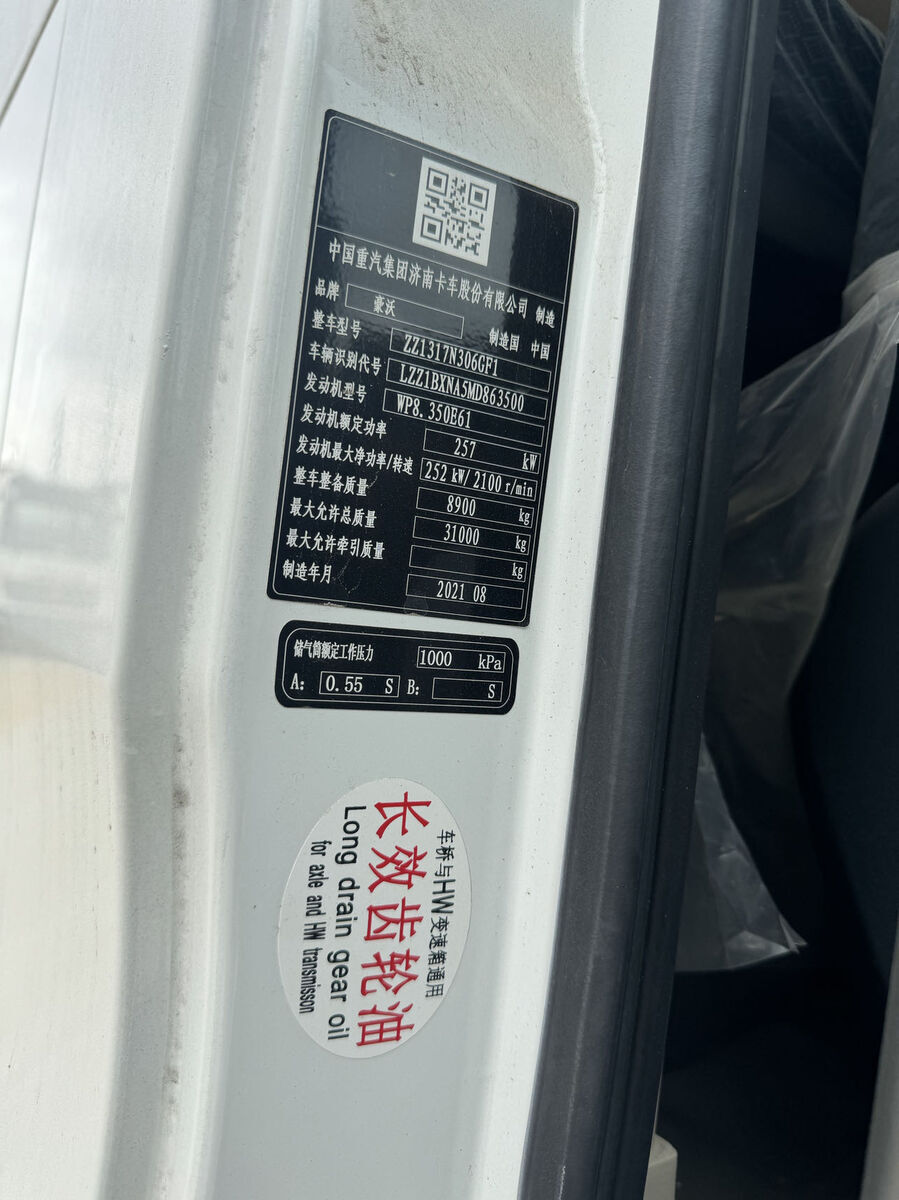 中国重汽集团济南卡车股份有限公司 制造
品牌 豪沃 制造国 中国
整车型号 ZZ1317N306GF1
车辆识别代号 LZZ1BXNA5MD863500
发动机型号 WP8.350E61
发动机额定功率 257 kW
发动机最大净功率/转速 252 kW/2100 r/min
整车整备质量 8900 kg
最大允许总质量 31000 kg
最大允许牵引质量 kg
制造年月 2021 08
储气筒额定工作压力 1000 kPa
A: 0.55 S B: S
车桥与HW变速箱通用
长效齿轮油
Long drain gear oil
for axle and HW transmisson